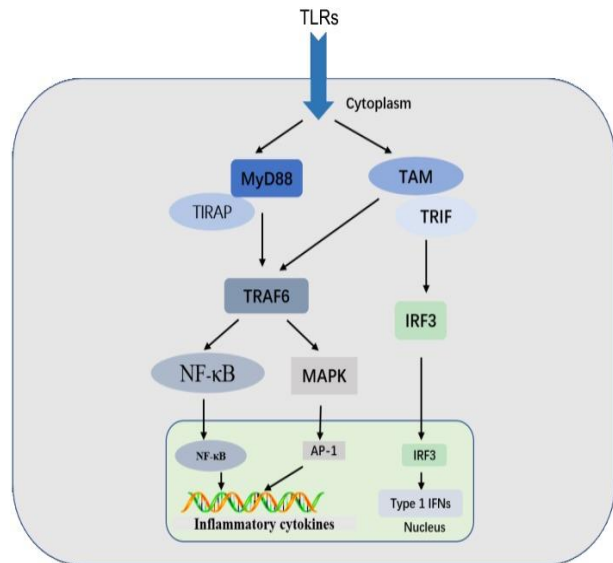 TLRs
Cytoplasm
MyD88
TAM
TIRAP
TRIF
TRAF6
IRF3
NF-κB
MAPK
NF-κB
AP-1
IRF3
Type 1 IFNs
Inflammatory cytokines
Nucleus